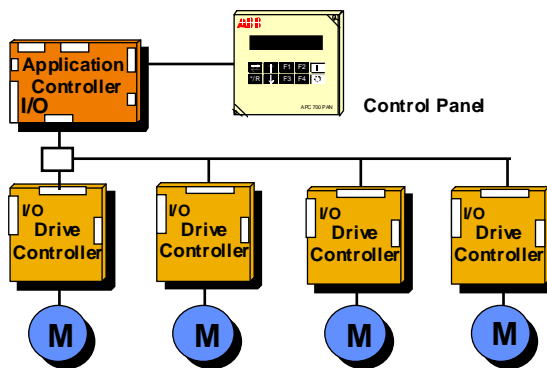 ABB
Application
Controller
I/O
F1 F2 I
*/R F3 F4
APC 700 PAN
Control Panel
I/O
Drive
Controller
I/O
Drive
Controller
I/O
Drive
Controller
I/O
Drive
Controller
M
M
M
M